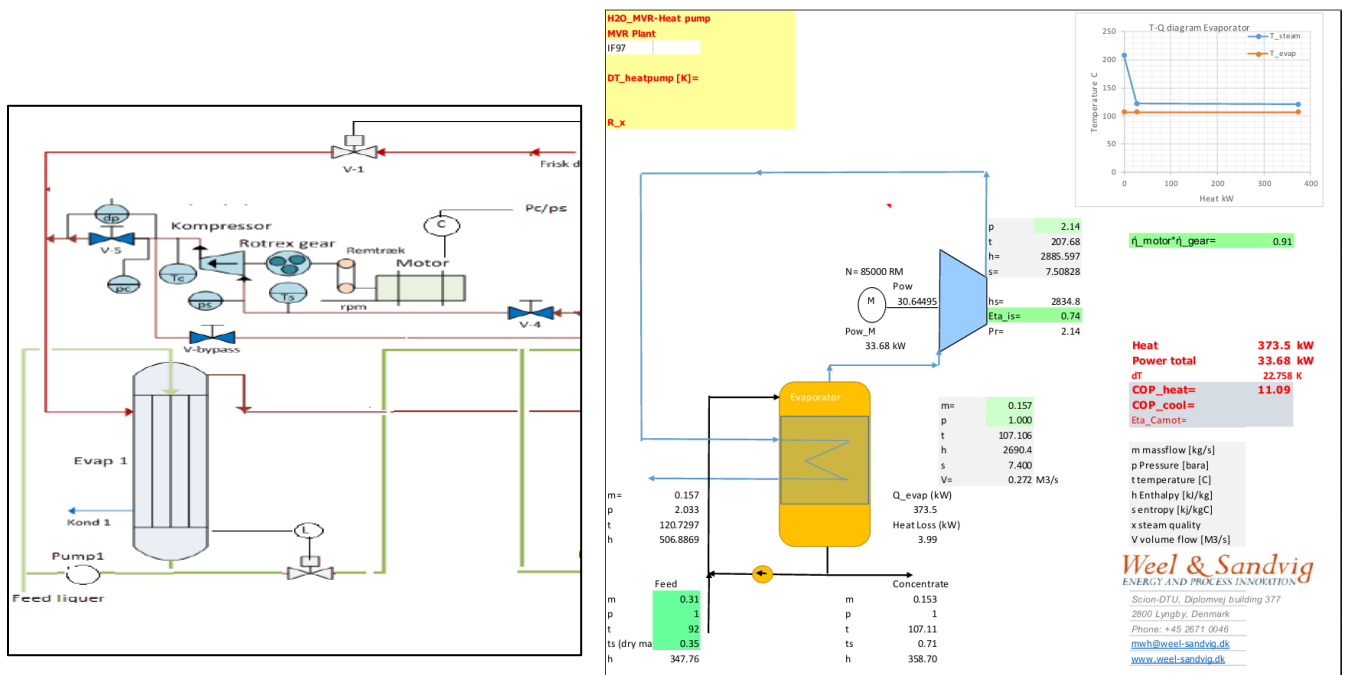 V-1
Frisk d
dp
V-5
Kompressor
Rotrex gear
Remtræk
Motor
C
Pc/ps
pc
Tc
ps
Ts
rpm
V-4
V-bypass
Evap 1
Kond 1
L
Pump1
Feed liquer
H2O_MVR-Heat pump
MVR Plant
IF97
DT_heatpump [K]=
R_x
T-Q diagram Evaporator
T_steam
T_evap
Temperature C
250
200
150
100
50
0
0 100 200 300 400
Heat kW
p 2.14
t 207.68
h= 2885.597
s= 7.50828
hs= 2834.8
Eta_is= 0.74
Pr= 2.14
η_motor*η_gear= 0.91
N= 85000 RM
Pow
30.64495
M
Pow_M
33.68 kW
Heat 373.5 kW
Power total 33.68 kW
dT 22.758 K
COP_heat= 11.09
COP_cool=
Eta_Carnot=
Evaporator
m= 0.157
p 1.000
t 107.106
h 2690.4
s 7.400
V= 0.272 M3/s
m massflow [kg/s]
p Pressure [bara]
t temperature [C]
h Enthalpy [kJ/kg]
s entropy [kj/kgC]
x steam quality
V volume flow [M3/s]
m= 0.157
p 2.033
t 120.7297
h 506.8869
Q_evap (kW)
373.5
Heat Loss (kW)
3.99
Feed
m 0.31
p 1
t 92
ts (dry ma 0.35
h 347.76
Concentrate
m 0.153
p 1
t 107.11
ts 0.71
h 358.70
Weel & Sandvig
ENERGY AND PROCESS INNOVATION
Scion-DTU, Diplomvej building 377
2800 Lyngby, Denmark
Phone: +45 2671 0046
mwh@weel-sandvig.dk
www.weel-sandvig.dk